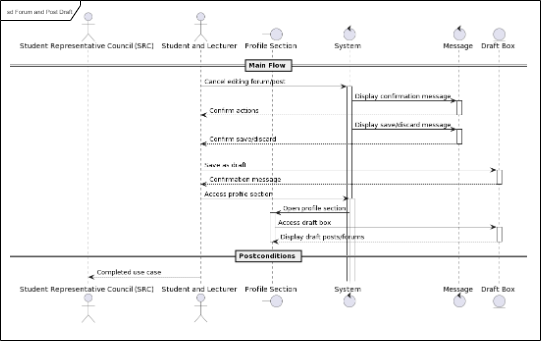 sd Forum and Post Draft
Student Representative Council (SRC) Student and Lecturer Profile Section System Message Draft Box
Main Flow
Cancel editing forum/post
Display confirmation message
Confirm actions
Display save/discard message
Confirm save/discard
Save as draft
Confirmation message
Access profile section
Open profile section
Access draft box
Display draft posts/forums
Postconditions
Completed use case
Student Representative Council (SRC) Student and Lecturer Profile Section System Message Draft Box